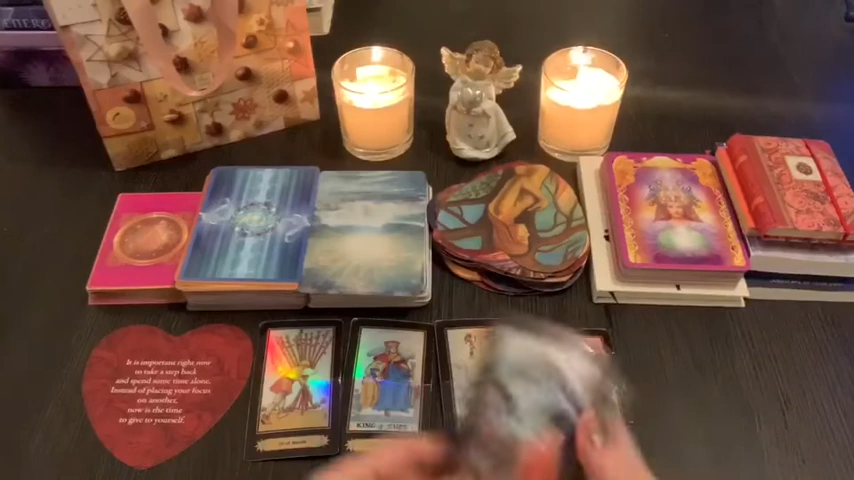 It is Important Right now
to take a step back
and spend some time alone.
Instead of placing your focus
on another,
now is the time
to give to yourself.
KING of CUPS